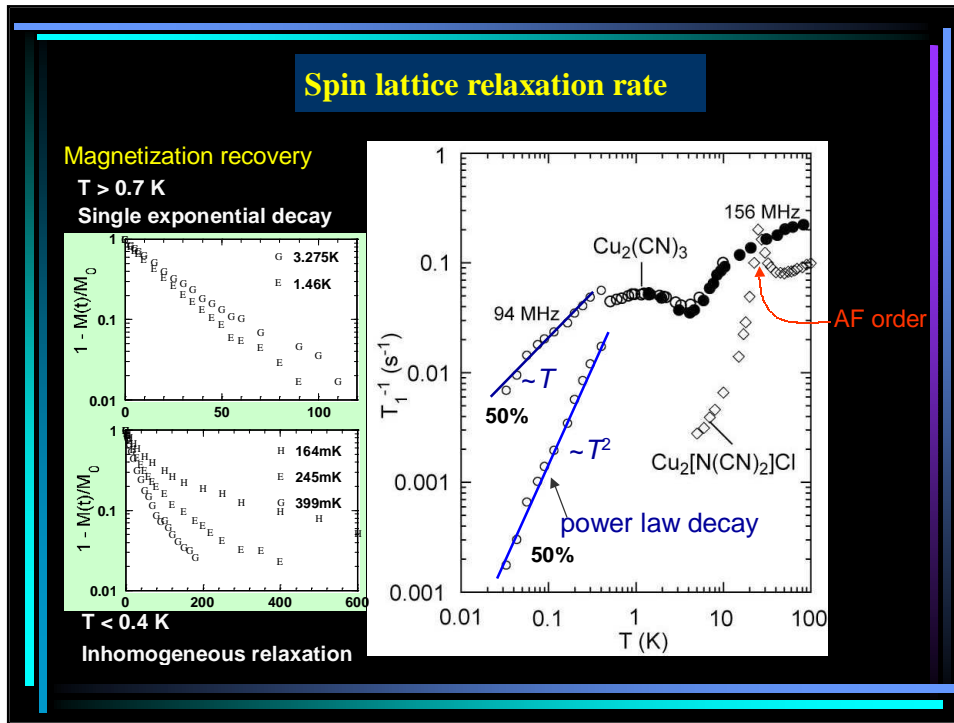 Spin lattice relaxation rate
Magnetization recovery
T > 0.7 K
Single exponential decay
1
0.1
0.01
1 - M(t)/M0
G 3.275K
E 1.46K
0 50 100
1
0.1
0.01
1 - M(t)/M0
H 164mK
E 245mK
G 399mK
0 200 400 600
T < 0.4 K
Inhomogeneous relaxation
1
0.1
0.01
0.001
0.001
T1-1 (s-1)
156 MHz
Cu2(CN)3
94 MHz
AF order
~T
50%
~T2
Cu2[N(CN)2]Cl
power law decay
50%
0.01 0.1 1 10 100
T (K)